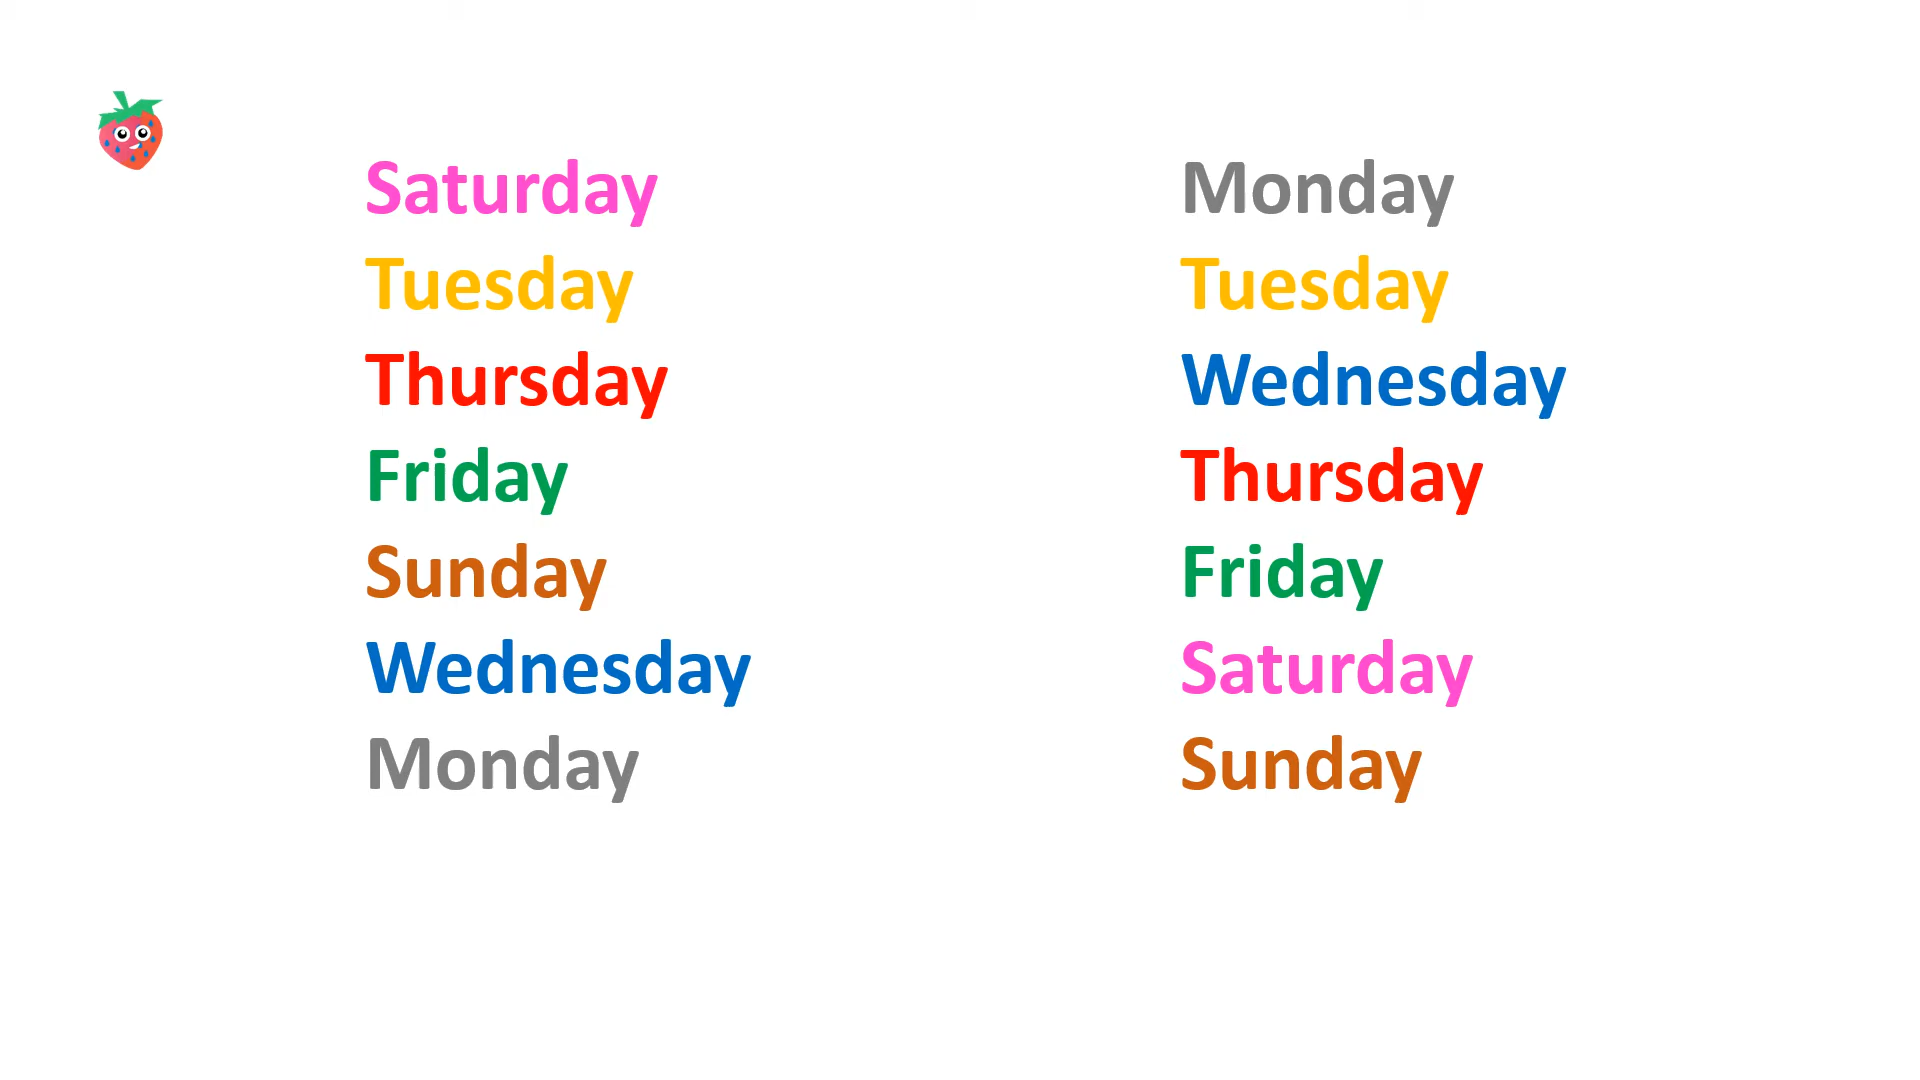 Saturday
Tuesday
Thursday
Friday
Sunday
Wednesday
Monday
Monday
Tuesday
Wednesday
Thursday
Friday
Saturday
Sunday